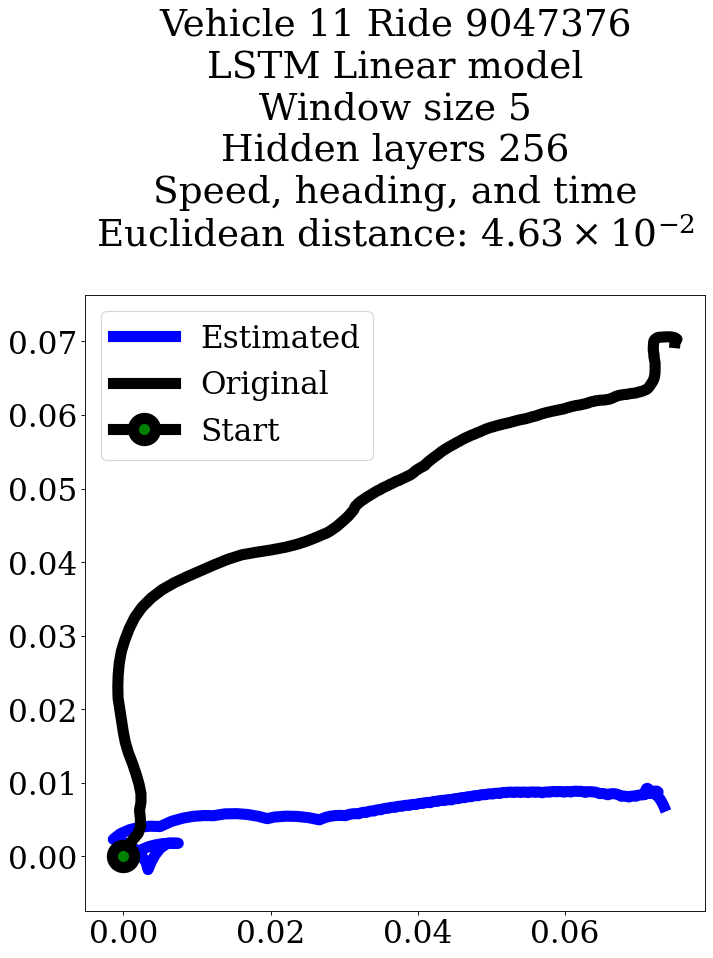 Vehicle 11 Ride 9047376
LSTM Linear model
Window size 5
Hidden layers 256
Speed, heading, and time
Euclidean distance: 4.63 × 10⁻²
Estimated
Original
Start
0.07
0.06
0.05
0.04
0.03
0.02
0.01
0.00
0.00 0.02 0.04 0.06